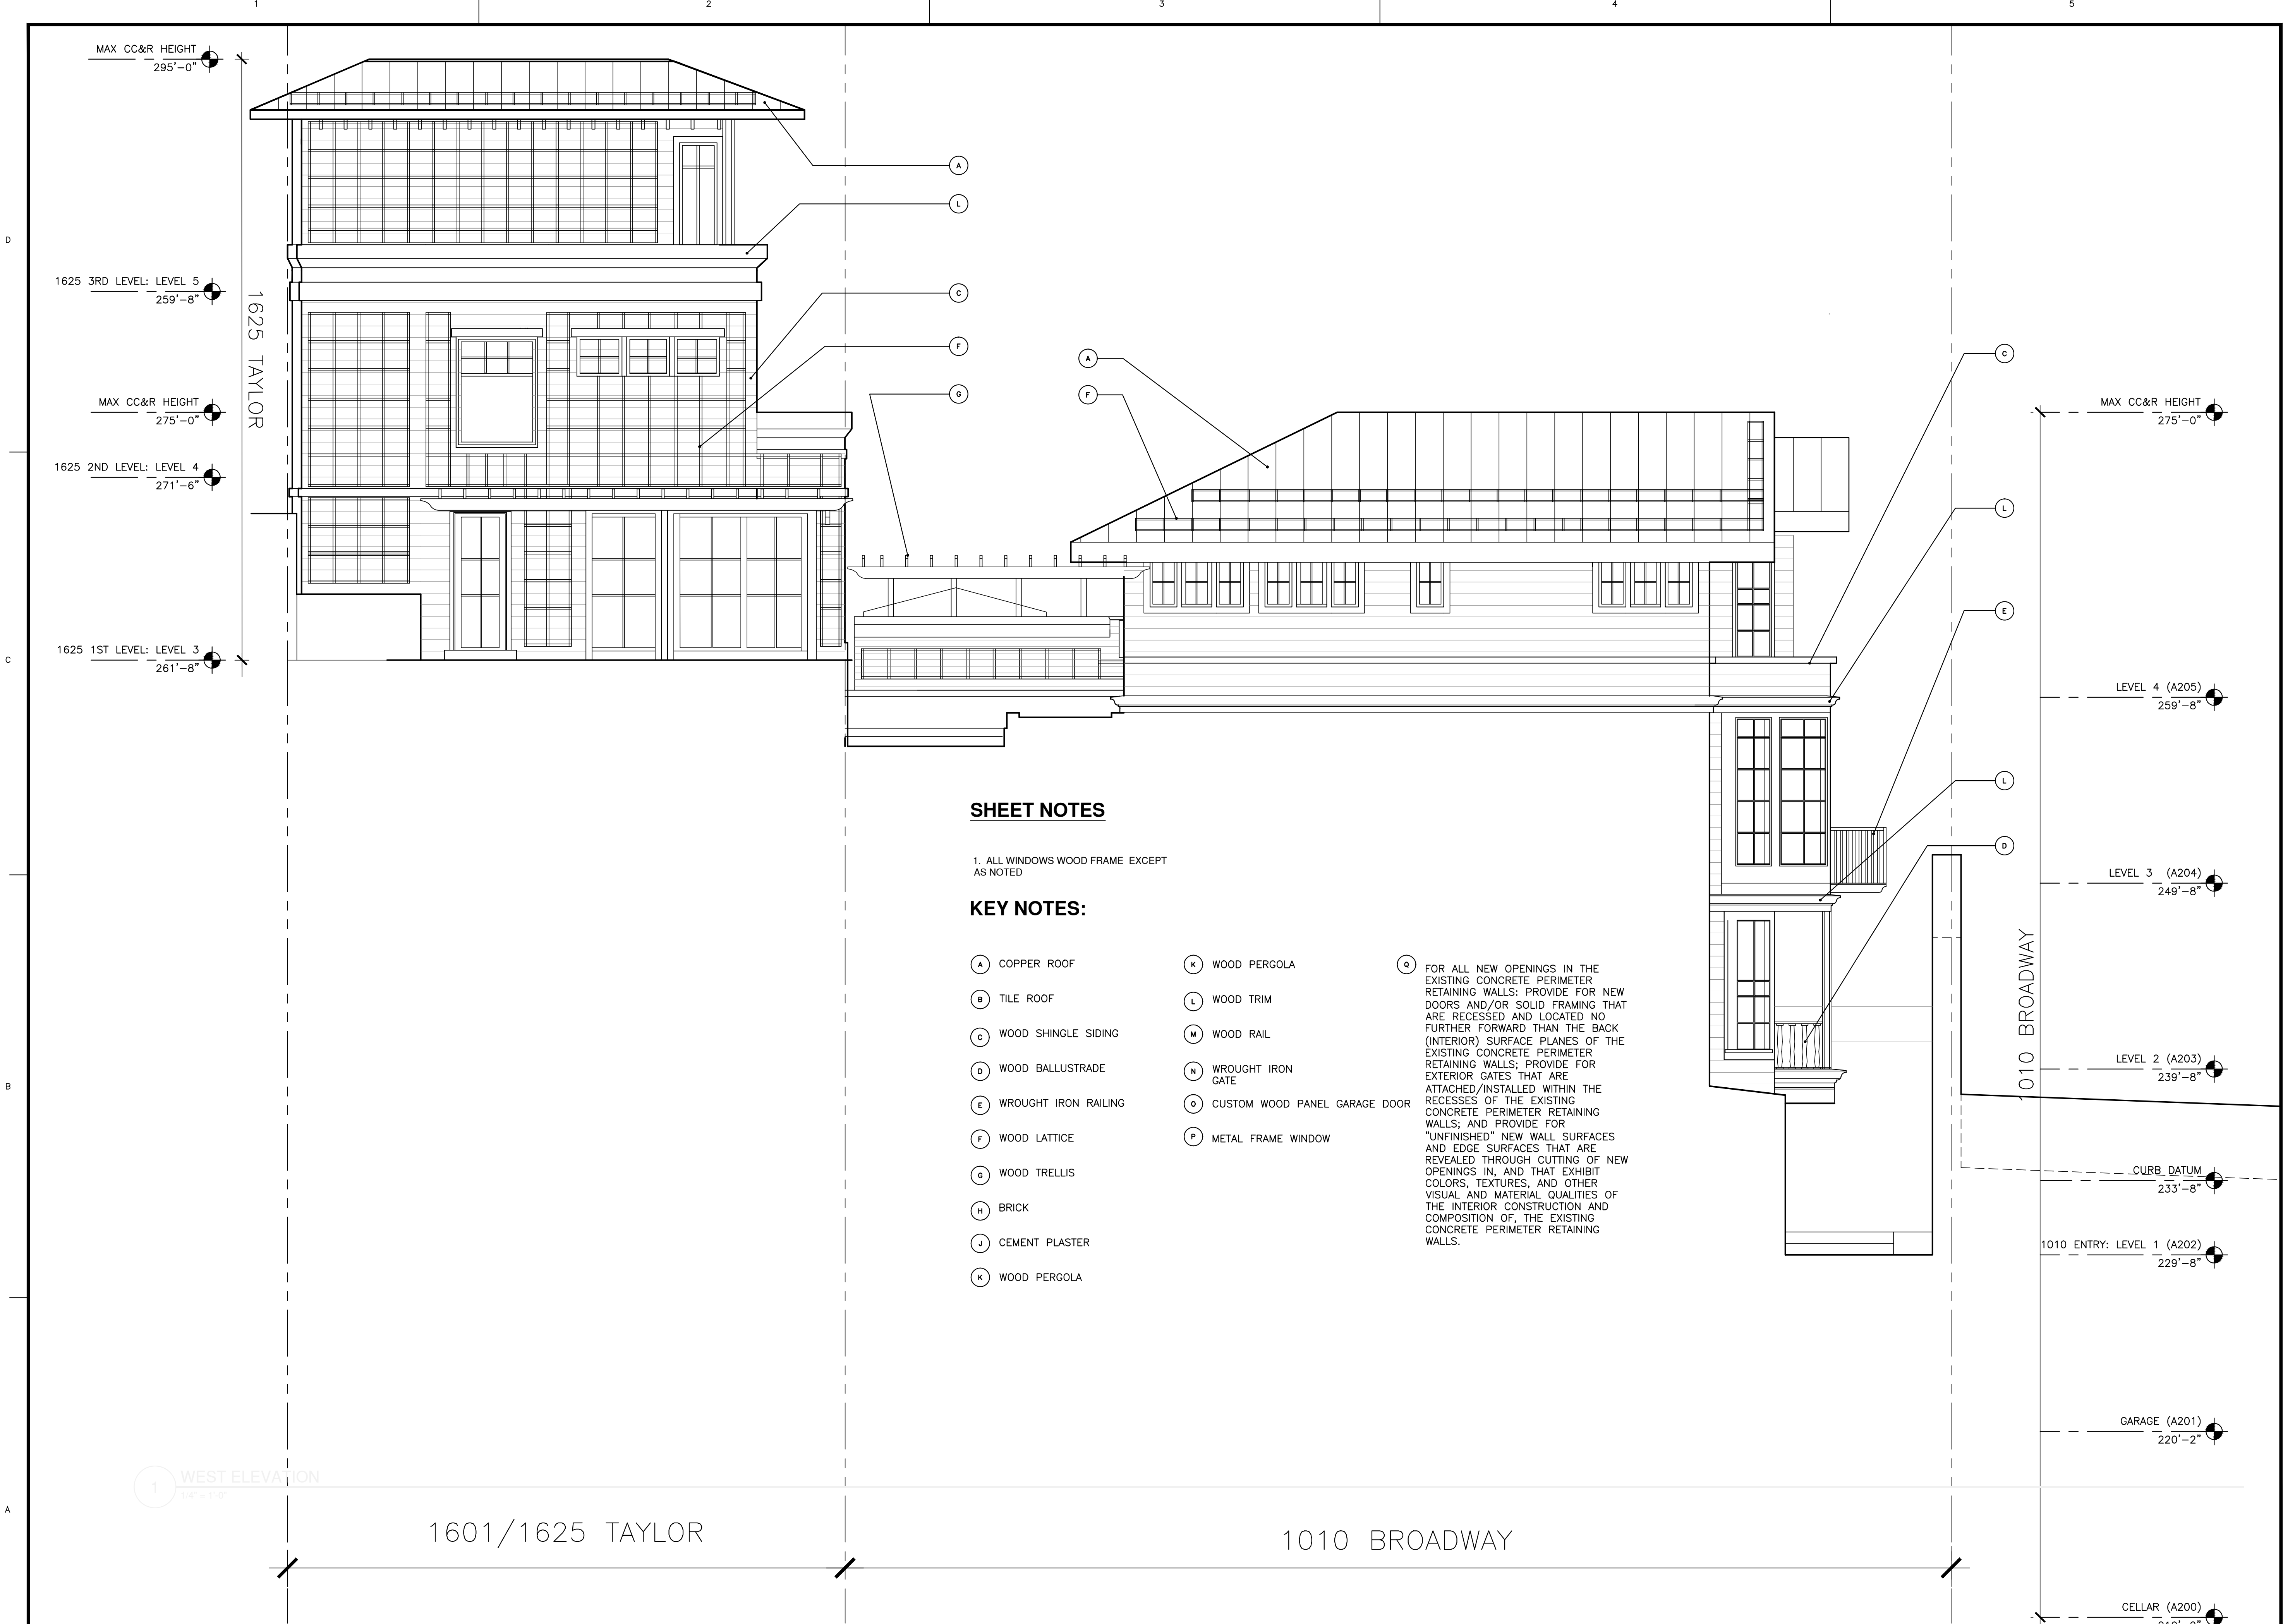 1 2 3 4 5
D
C
B
A
MAX CC&R HEIGHT
295'-0"
1625 3RD LEVEL: LEVEL 5
259'-8"
MAX CC&R HEIGHT
275'-0"
1625 2ND LEVEL: LEVEL 4
271'-6"
1625 1ST LEVEL: LEVEL 3
261'-8"
1625 TAYLOR
A
L
C
F
G
A
F
C
L
E
L
D
MAX CC&R HEIGHT
275'-0"
LEVEL 4 (A205)
259'-8"
LEVEL 3 (A204)
249'-8"
1010 BROADWAY
LEVEL 2 (A203)
239'-8"
CURB DATUM
233'-8"
1010 ENTRY: LEVEL 1 (A202)
229'-8"
GARAGE (A201)
220'-2"
CELLAR (A200)
SHEET NOTES
1. ALL WINDOWS WOOD FRAME EXCEPT
AS NOTED
KEY NOTES:
A COPPER ROOF
B TILE ROOF
C WOOD SHINGLE SIDING
D WOOD BALLUSTRADE
E WROUGHT IRON RAILING
F WOOD LATTICE
G WOOD TRELLIS
H BRICK
J CEMENT PLASTER
K WOOD PERGOLA
K WOOD PERGOLA
L WOOD TRIM
M WOOD RAIL
N WROUGHT IRON
GATE
O CUSTOM WOOD PANEL GARAGE DOOR
P METAL FRAME WINDOW
Q FOR ALL NEW OPENINGS IN THE
EXISTING CONCRETE PERIMETER
RETAINING WALLS: PROVIDE FOR NEW
DOORS AND/OR SOLID FRAMING THAT
ARE RECESSED AND LOCATED NO
FURTHER FORWARD THAN THE BACK
(INTERIOR) SURFACE PLANES OF THE
EXISTING CONCRETE PERIMETER
RETAINING WALLS; PROVIDE FOR
EXTERIOR GATES THAT ARE
ATTACHED/INSTALLED WITHIN THE
RECESSES OF THE EXISTING
CONCRETE PERIMETER RETAINING
WALLS; AND PROVIDE FOR
"UNFINISHED" NEW WALL SURFACES
AND EDGE SURFACES THAT ARE
REVEALED THROUGH CUTTING OF NEW
OPENINGS IN, AND THAT EXHIBIT
COLORS, TEXTURES, AND OTHER
VISUAL AND MATERIAL QUALITIES OF
THE INTERIOR CONSTRUCTION AND
COMPOSITION OF, THE EXISTING
CONCRETE PERIMETER RETAINING
WALLS.
1 WEST ELEVATION
1601/1625 TAYLOR
1010 BROADWAY